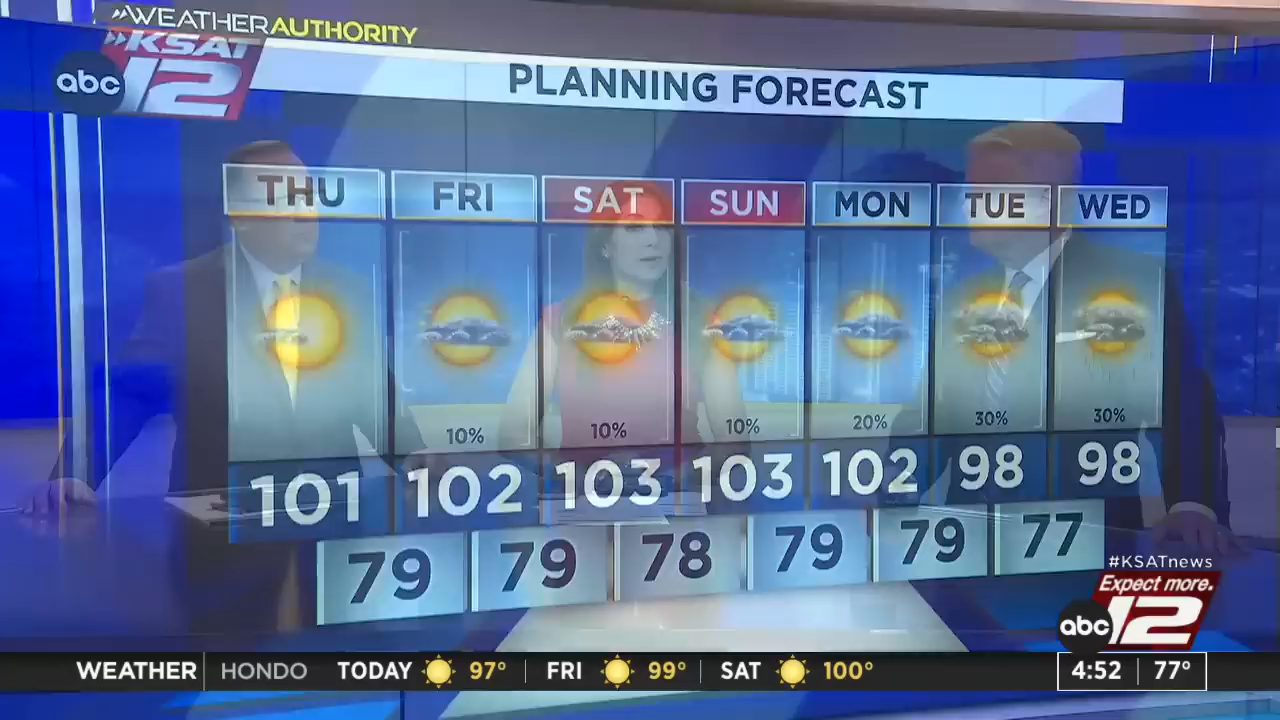 WEATHERAUTHORITY
KSAT
abc 12
PLANNING FORECAST
THU FRI SAT SUN MON TUE WED
10% 10% 10% 20% 30% 30%
101 102 103 103 102 98 98
79 79 78 79 79 77
#KSATnews
Expect more.
abc 12
WEATHER HONDO TODAY 97° FRI 99° SAT 100° 4:52 77°